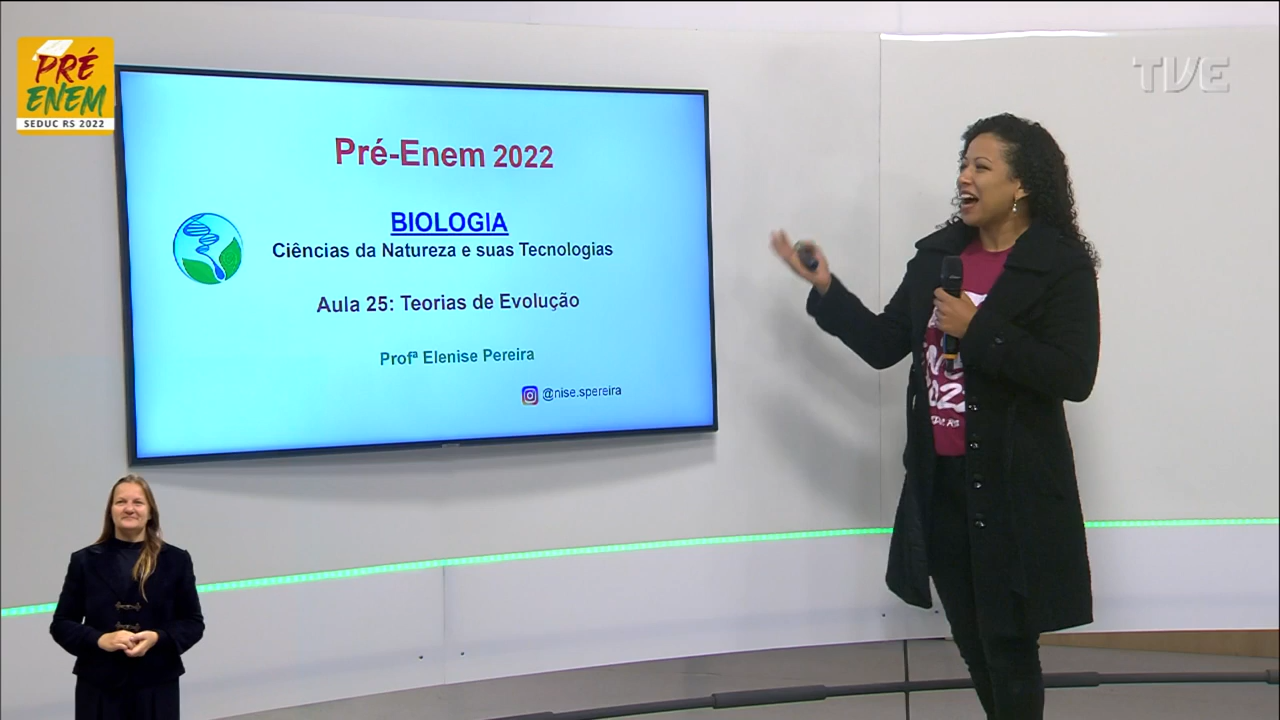 PRÉ
ENEM
SEDUC RS 2022
TVE
Pré-Enem 2022
BIOLOGIA
Ciências da Natureza e suas Tecnologias
Aula 25: Teorias de Evolução
Profª Elenise Pereira
@nise.spereira
2022